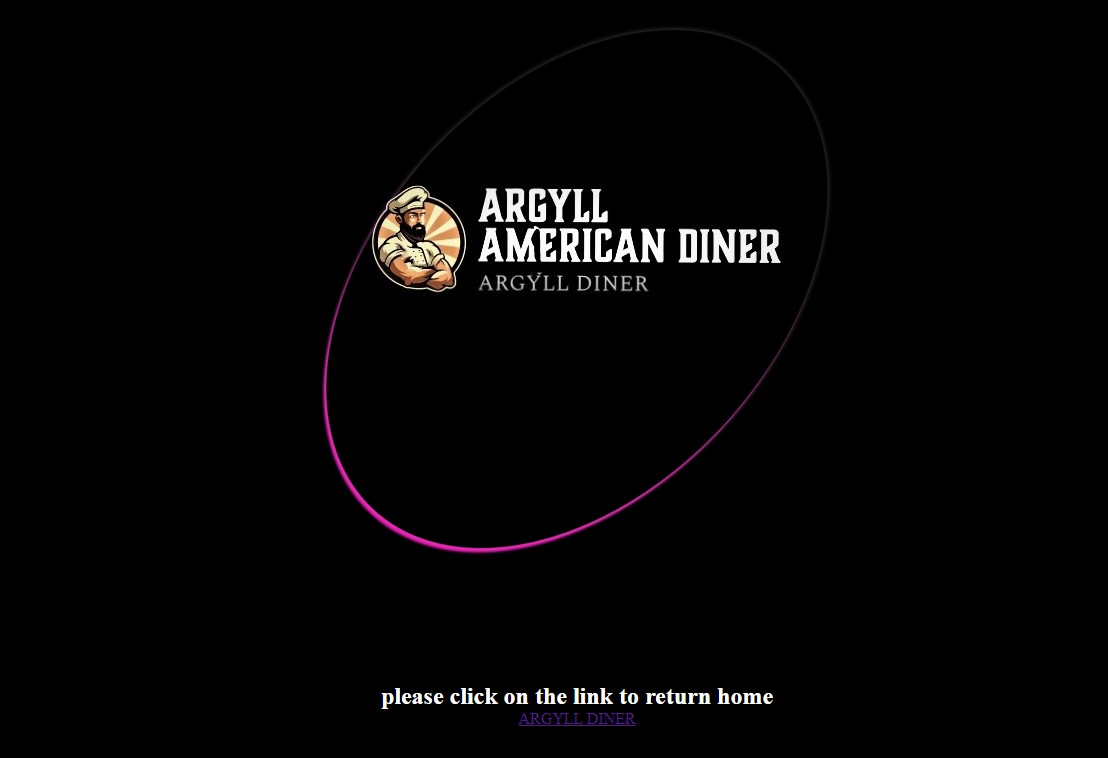 ARGYLL
AMERICAN DINER
ARGYLL DINER
please click on the link to return home
ARGYLL DINER